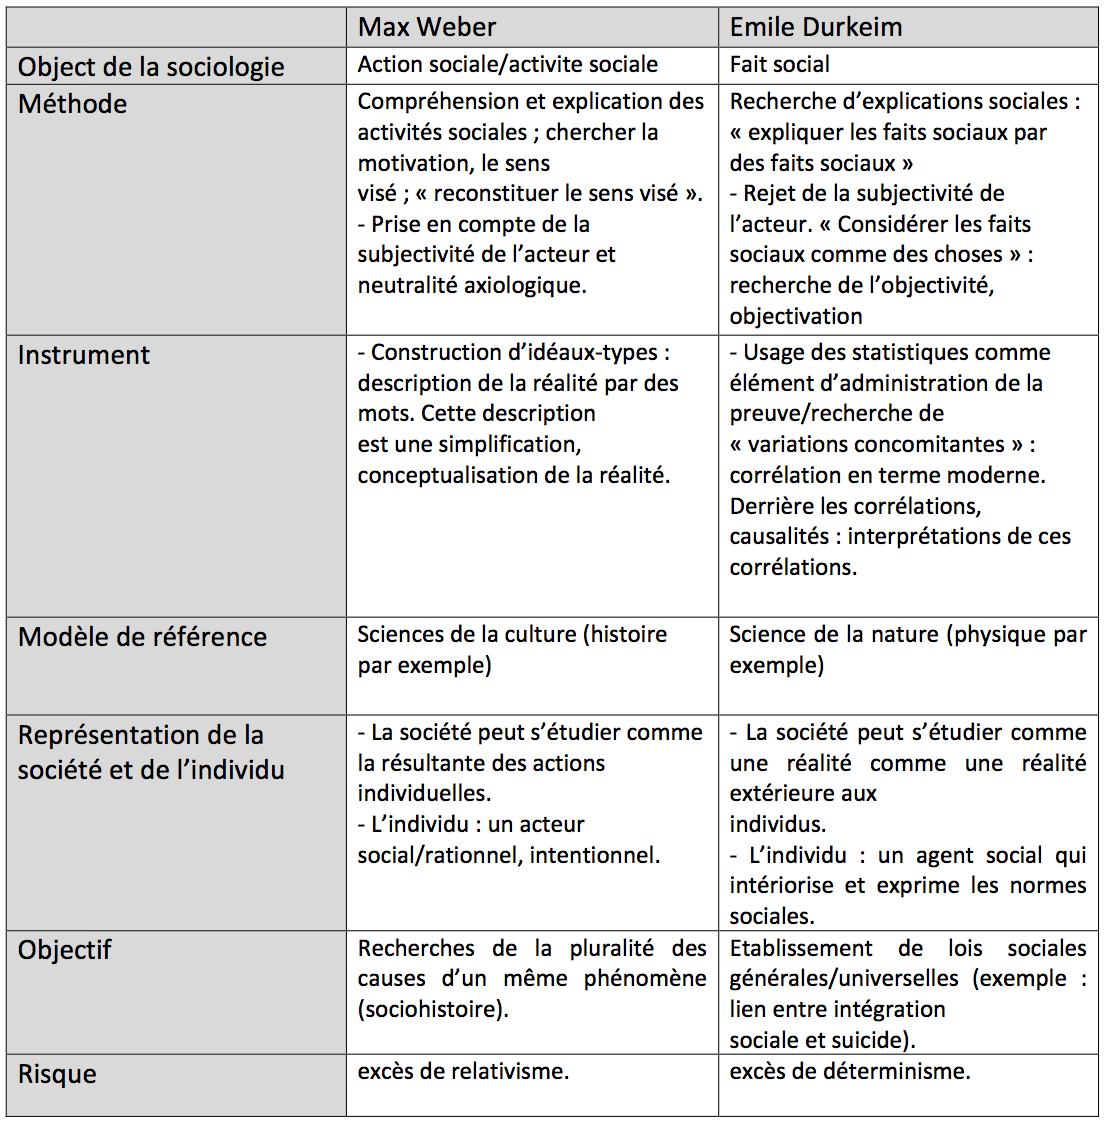 Max Weber
Emile Durkeim
Object de la sociologie
Action sociale/activite sociale
Fait social
Méthode
Compréhension et explication des
activités sociales ; chercher la
motivation, le sens
visé ; « reconstituer le sens visé ».
- Prise en compte de la
subjectivité de l’acteur et
neutralité axiologique.
Recherche d’explications sociales :
« expliquer les faits sociaux par
des faits sociaux »
- Rejet de la subjectivité de
l’acteur. « Considérer les faits
sociaux comme des choses » :
recherche de l’objectivité,
objectivation
Instrument
- Construction d’idéaux-types :
description de la réalité par des
mots. Cette description
est une simplification,
conceptualisation de la réalité.
- Usage des statistiques comme
élément d’administration de la
preuve/recherche de
« variations concomitantes » :
corrélation en terme moderne.
Derrière les corrélations,
causalités : interprétations de ces
corrélations.
Modèle de référence
Sciences de la culture (histoire
par exemple)
Science de la nature (physique par
exemple)
Représentation de la
société et de l’individu
- La société peut s’étudier comme
la résultante des actions
individuelles.
- L’individu : un acteur
social/rationnel, intentionnel.
- La société peut s’étudier comme
une réalité comme une réalité
extérieure aux
individus.
- L’individu : un agent social qui
intériorise et exprime les normes
sociales.
Objectif
Recherches de la pluralité des
causes d’un même phénomène
(sociohistoire).
Etablissement de lois sociales
générales/universelles (exemple :
lien entre intégration
sociale et suicide).
Risque
excès de relativisme.
excès de déterminisme.